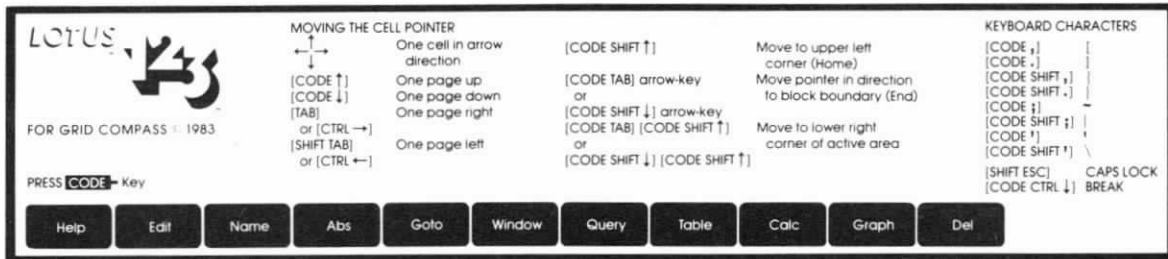 LOTUS 123™
FOR GRID COMPASS © 1983
PRESS CODE - Key
MOVING THE CELL POINTER
↑ ← → ↓ One cell in arrow
direction
[CODE ↑] One page up
[CODE ↓] One page down
[TAB] One page right
or [CTRL →]
[SHIFT TAB] One page left
or [CTRL ←]
[CODE SHIFT ↑] Move to upper left
corner (Home)
[CODE TAB] arrow-key Move pointer in direction
or to block boundary (End)
[CODE SHIFT ↓] arrow-key
[CODE TAB] [CODE SHIFT ↑] Move to lower right
or corner of active area
[CODE SHIFT ↓] [CODE SHIFT ↑]
KEYBOARD CHARACTERS
[CODE ,] [
[CODE .] ]
[CODE SHIFT ,] |
[CODE SHIFT .] |
[CODE ;] ~
[CODE SHIFT ;] |
[CODE '] '
[CODE SHIFT '] \
[SHIFT ESC] CAPS LOCK
[CODE CTRL ↓] BREAK
Help Edit Name Abs Goto Window Query Table Calc Graph Del